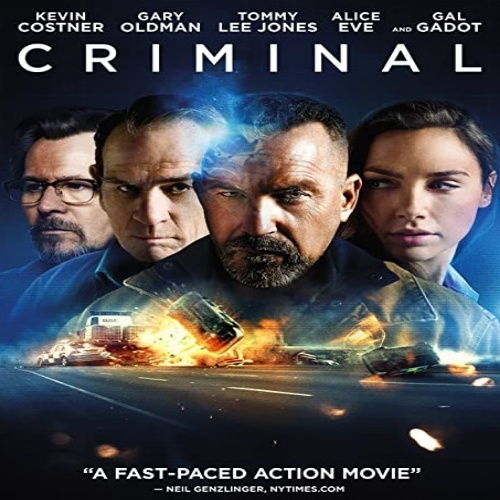 KEVIN COSTNER GARY OLDMAN TOMMY LEE JONES ALICE EVE AND GAL GADOT
CRIMINAL
“A FAST-PACED ACTION MOVIE”
— NEIL GENZLINGER, NYTIMES.COM